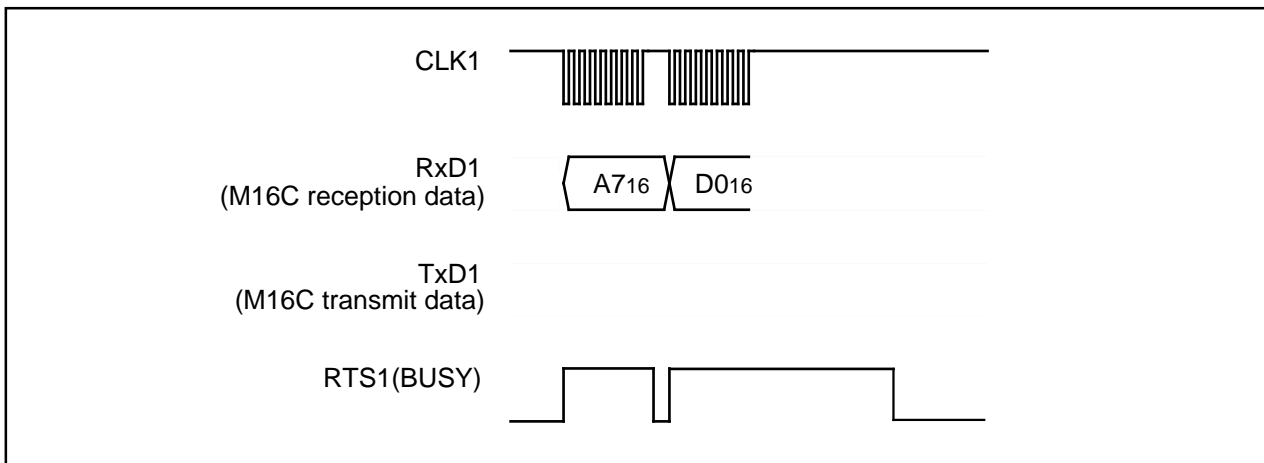 CLK1
RxD1
(M16C reception data)
A716
D016
TxD1
(M16C transmit data)
RTS1(BUSY)